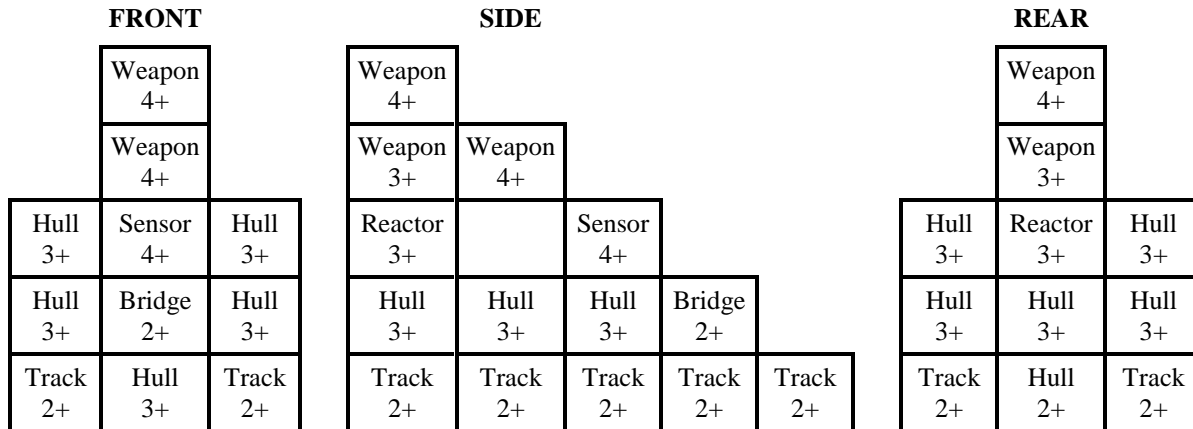 FRONT SIDE REAR
Weapon Weapon Weapon
4+ 4+ 4+
Weapon Weapon Weapon Weapon
4+ 3+ 4+ 3+
Hull Sensor Hull Reactor Sensor Hull Reactor Hull
3+ 4+ 3+ 3+ 4+ 3+ 3+ 3+
Hull Bridge Hull Hull Hull Hull Bridge Hull Hull Hull
3+ 2+ 3+ 3+ 3+ 3+ 2+ 3+ 3+ 3+
Track Hull Track Track Track Track Track Track Track Hull Track
2+ 3+ 2+ 2+ 2+ 2+ 2+ 2+ 2+ 2+ 2+